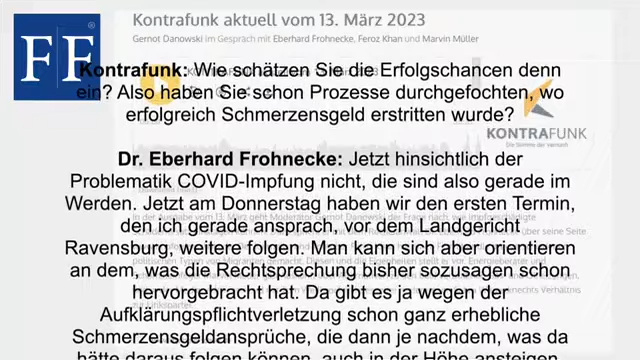 Kontrafunk aktuell vom 13. März 2023
Gernot Danowski im Gespräch mit Eberhard Frohnecke, Feroz Khan und Marvin Müller
FF
®
Kontrafunk: Wie schätzen Sie die Erfolgschancen denn
ein? Also haben Sie schon Prozesse durchgefochten, wo
erfolgreich Schmerzensgeld erstritten wurde?
KONTRAFUNK
Die Stimme der Vernunft
Dr. Eberhard Frohnecke: Jetzt hinsichtlich der
Problematik COVID-Impfung nicht, die sind also gerade im
Werden. Jetzt am Donnerstag haben wir den ersten Termin,
den ich gerade ansprach, vor dem Landgericht
Ravensburg, weitere folgen. Man kann sich aber orientieren
an dem, was die Rechtsprechung bisher sozusagen schon
hervorgebracht hat. Da gibt es ja wegen der
Aufklärungspflichtverletzung schon ganz erhebliche
Schmerzensgeldansprüche, die dann je nachdem, was da
hätte daraus folgen können, auch in der Höhe ansteigen.